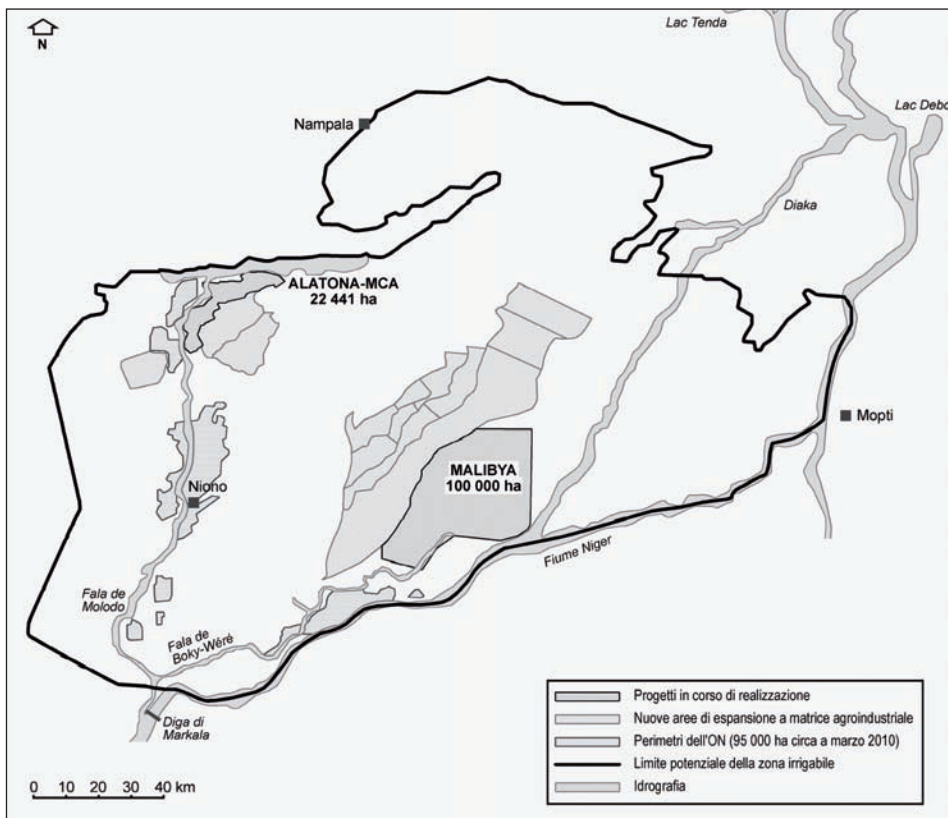 N
Lac Tenda
Lac Debo
Nampala
Diaka
ALATONA-MCA
22 441 ha
Mopti
MALIBYA
100 000 ha
Niono
Fiume Niger
Fala de
Molodo
Fala de
Boky-Wéré
Diga di
Markala
Progetti in corso di realizzazione
Nuove aree di espansione a matrice agroindustriale
Perimetri dell'ON (95 000 ha circa a marzo 2010)
Limite potenziale della zona irrigabile
Idrografia
0 10 20 30 40 km